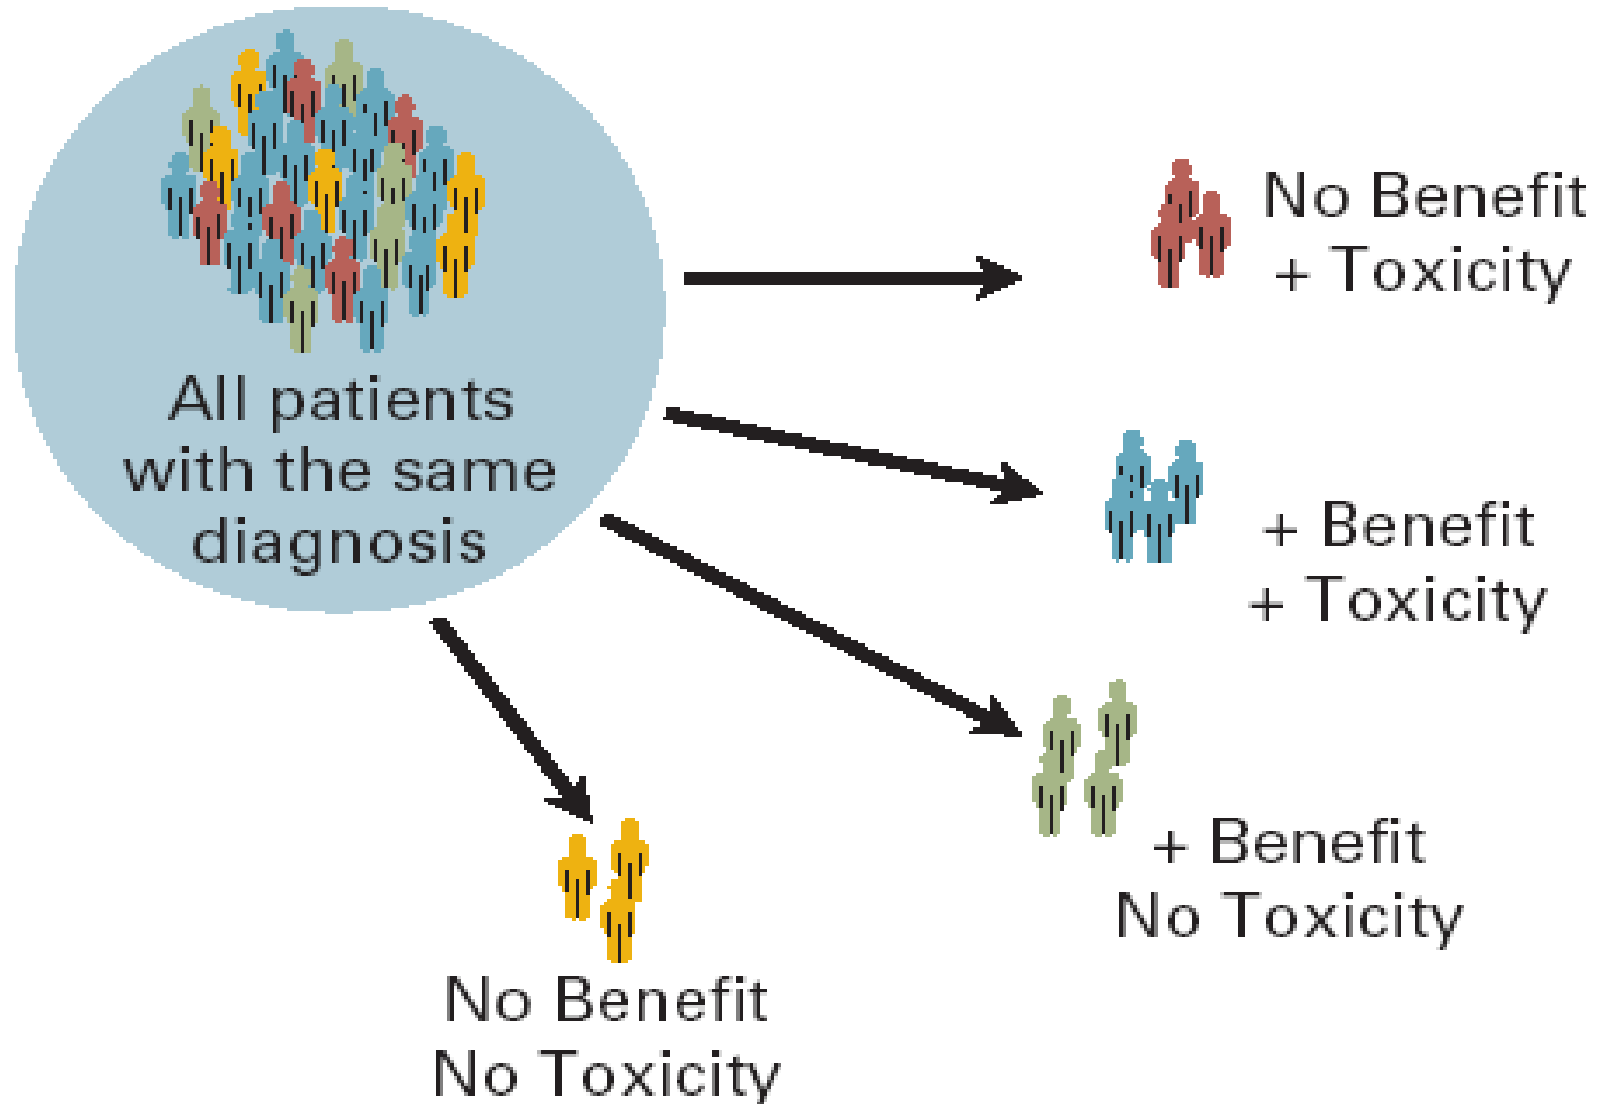 All patients
with the same
diagnosis
No Benefit
+ Toxicity
+ Benefit
+ Toxicity
+ Benefit
No Toxicity
No Benefit
No Toxicity